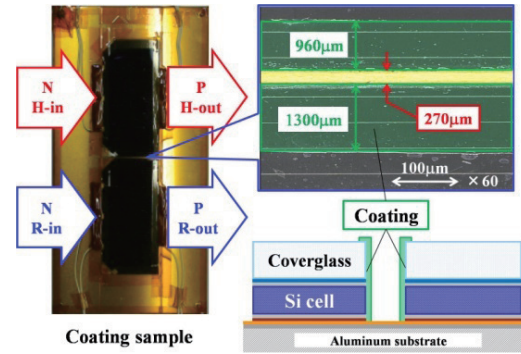 N
H-in
P
H-out
N
R-in
P
R-out
Coating sample
960μm
1300μm
270μm
100μm
× 60
Coating
Coverglass
Si cell
Aluminum substrate